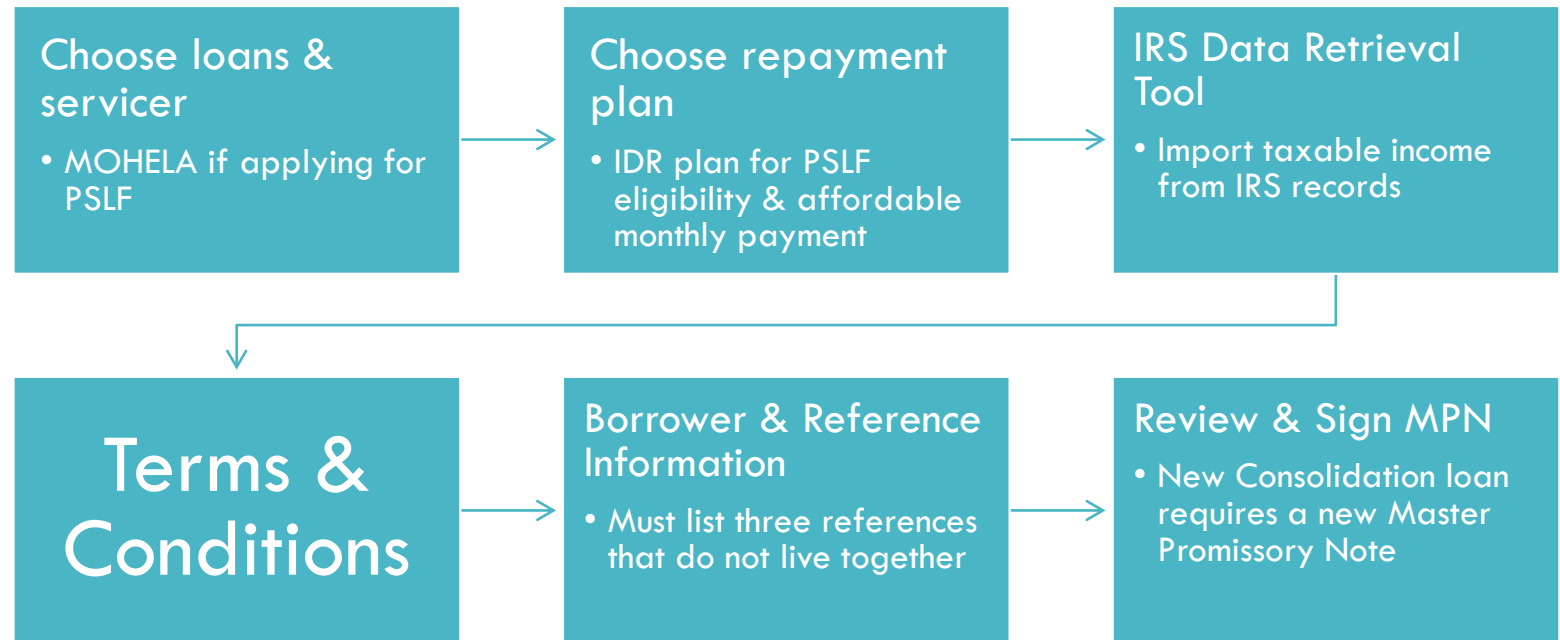 Choose loans &
servicer
• MOHELA if applying for
PSLF
Choose repayment
plan
• IDR plan for PSLF
eligibility & affordable
monthly payment
IRS Data Retrieval
Tool
• Import taxable income
from IRS records
Terms &
Conditions
Borrower & Reference
Information
• Must list three references
that do not live together
Review & Sign MPN
• New Consolidation loan
requires a new Master
Promissory Note